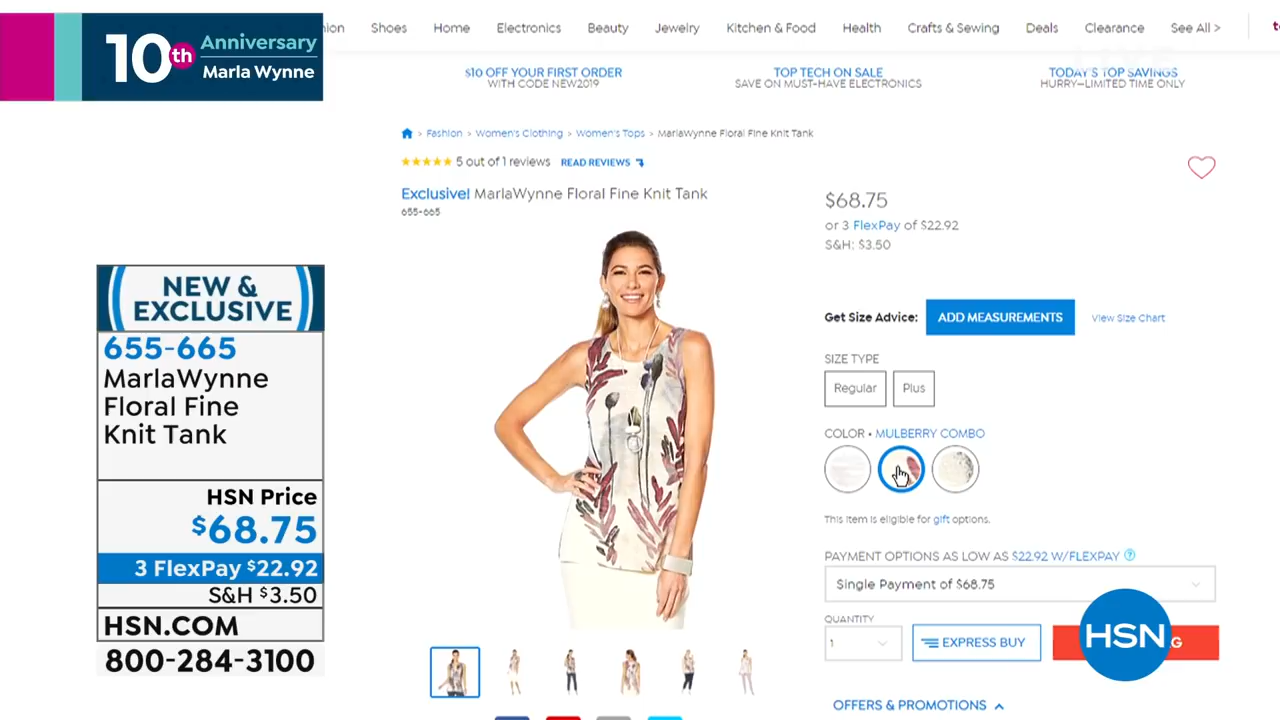 10th
Anniversary
Marla Wynne
Shoes
Home
Electronics
Beauty
Jewelry
Kitchen & Food
Health
Crafts & Sewing
Deals
Clearance
See All >
$10 OFF YOUR FIRST ORDER
WITH CODE NEW2019
TOP TECH ON SALE
SAVE ON MUST-HAVE ELECTRONICS
TODAY'S TOP SAVINGS
HURRY—LIMITED TIME ONLY
LIVE
> Fashion > Women's Clothing > Women's Tops > MarlaWynne Floral Fine Knit Tank
5 out of 1 reviews READ REVIEWS
Exclusive! MarlaWynne Floral Fine Knit Tank
655-665
$68.75
or 3 FlexPay of $22.92
S&H: $3.50
Get Size Advice: ADD MEASUREMENTS View Size Chart
SIZE TYPE
Regular Plus
COLOR • MULBERRY COMBO
This item is eligible for gift options.
PAYMENT OPTIONS AS LOW AS $22.92 W/FLEXPAY ?
Single Payment of $68.75
QUANTITY
1
EXPRESS BUY
OFFERS & PROMOTIONS
NEW &
EXCLUSIVE
655-665
MarlaWynne
Floral Fine
Knit Tank
HSN Price
$68.75
3 FlexPay $22.92
S&H $3.50
HSN.COM
800-284-3100
HSN